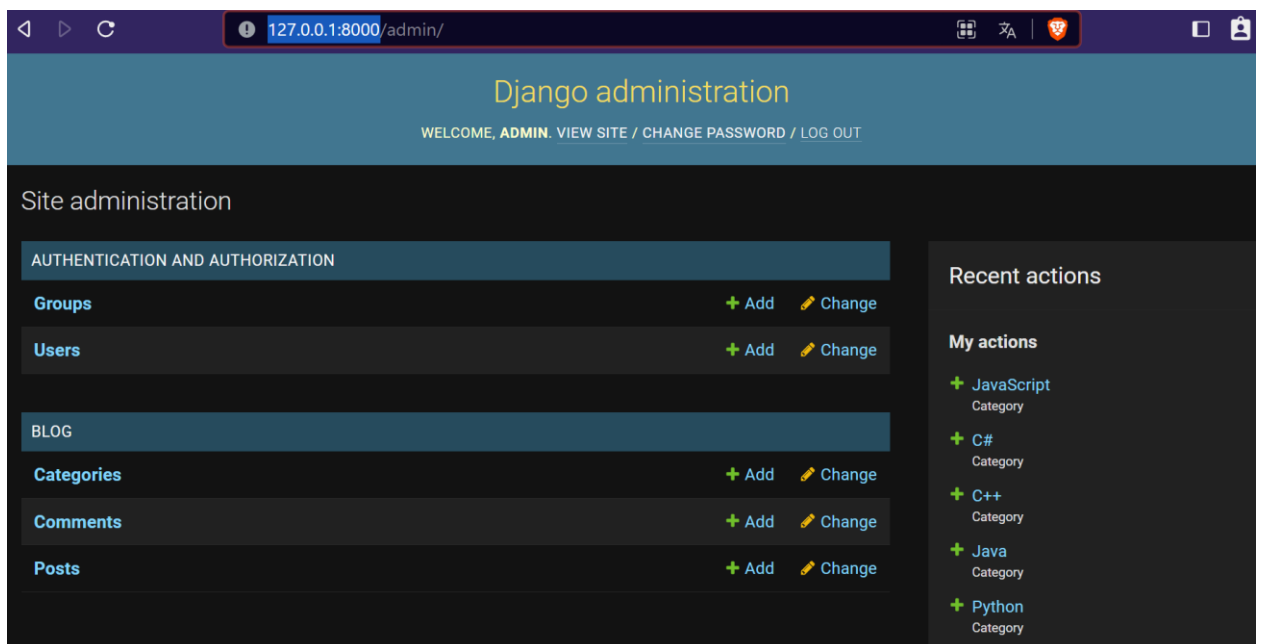 127.0.0.1:8000/admin/
Django administration
WELCOME, ADMIN. VIEW SITE / CHANGE PASSWORD / LOG OUT
Site administration
AUTHENTICATION AND AUTHORIZATION
Groups + Add Change
Users + Add Change
BLOG
Categories + Add Change
Comments + Add Change
Posts + Add Change
Recent actions
My actions
+ JavaScript
Category
+ C#
Category
+ C++
Category
+ Java
Category
+ Python
Category